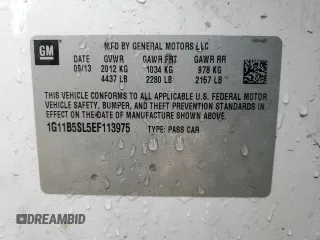 GM
MFD BY GENERAL MOTORS LLC
DATE GVWR GAWR FRT GAWR RR
09/13 2012 KG 1034 KG 978 KG
4437 LB 2280 LB 2157 LB
THIS VEHICLE CONFORMS TO ALL APPLICABLE U.S. FEDERAL MOTOR
VEHICLE SAFETY, BUMPER, AND THEFT PREVENTION STANDARDS
IN EFFECT ON THE DATE OF MANUFACTURE SHOWN ABOVE.
1G11B5SL5EF113975 TYPE: PASS CAR
DREAMBID